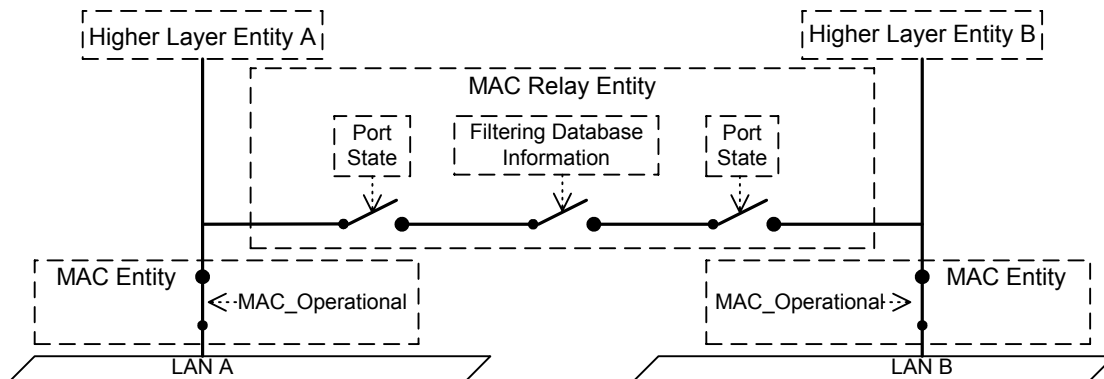 Higher Layer Entity A
Higher Layer Entity B
MAC Relay Entity
Port
State
Filtering Database
Information
Port
State
MAC Entity
MAC_Operational
MAC Entity
MAC_Operational
LAN A
LAN B